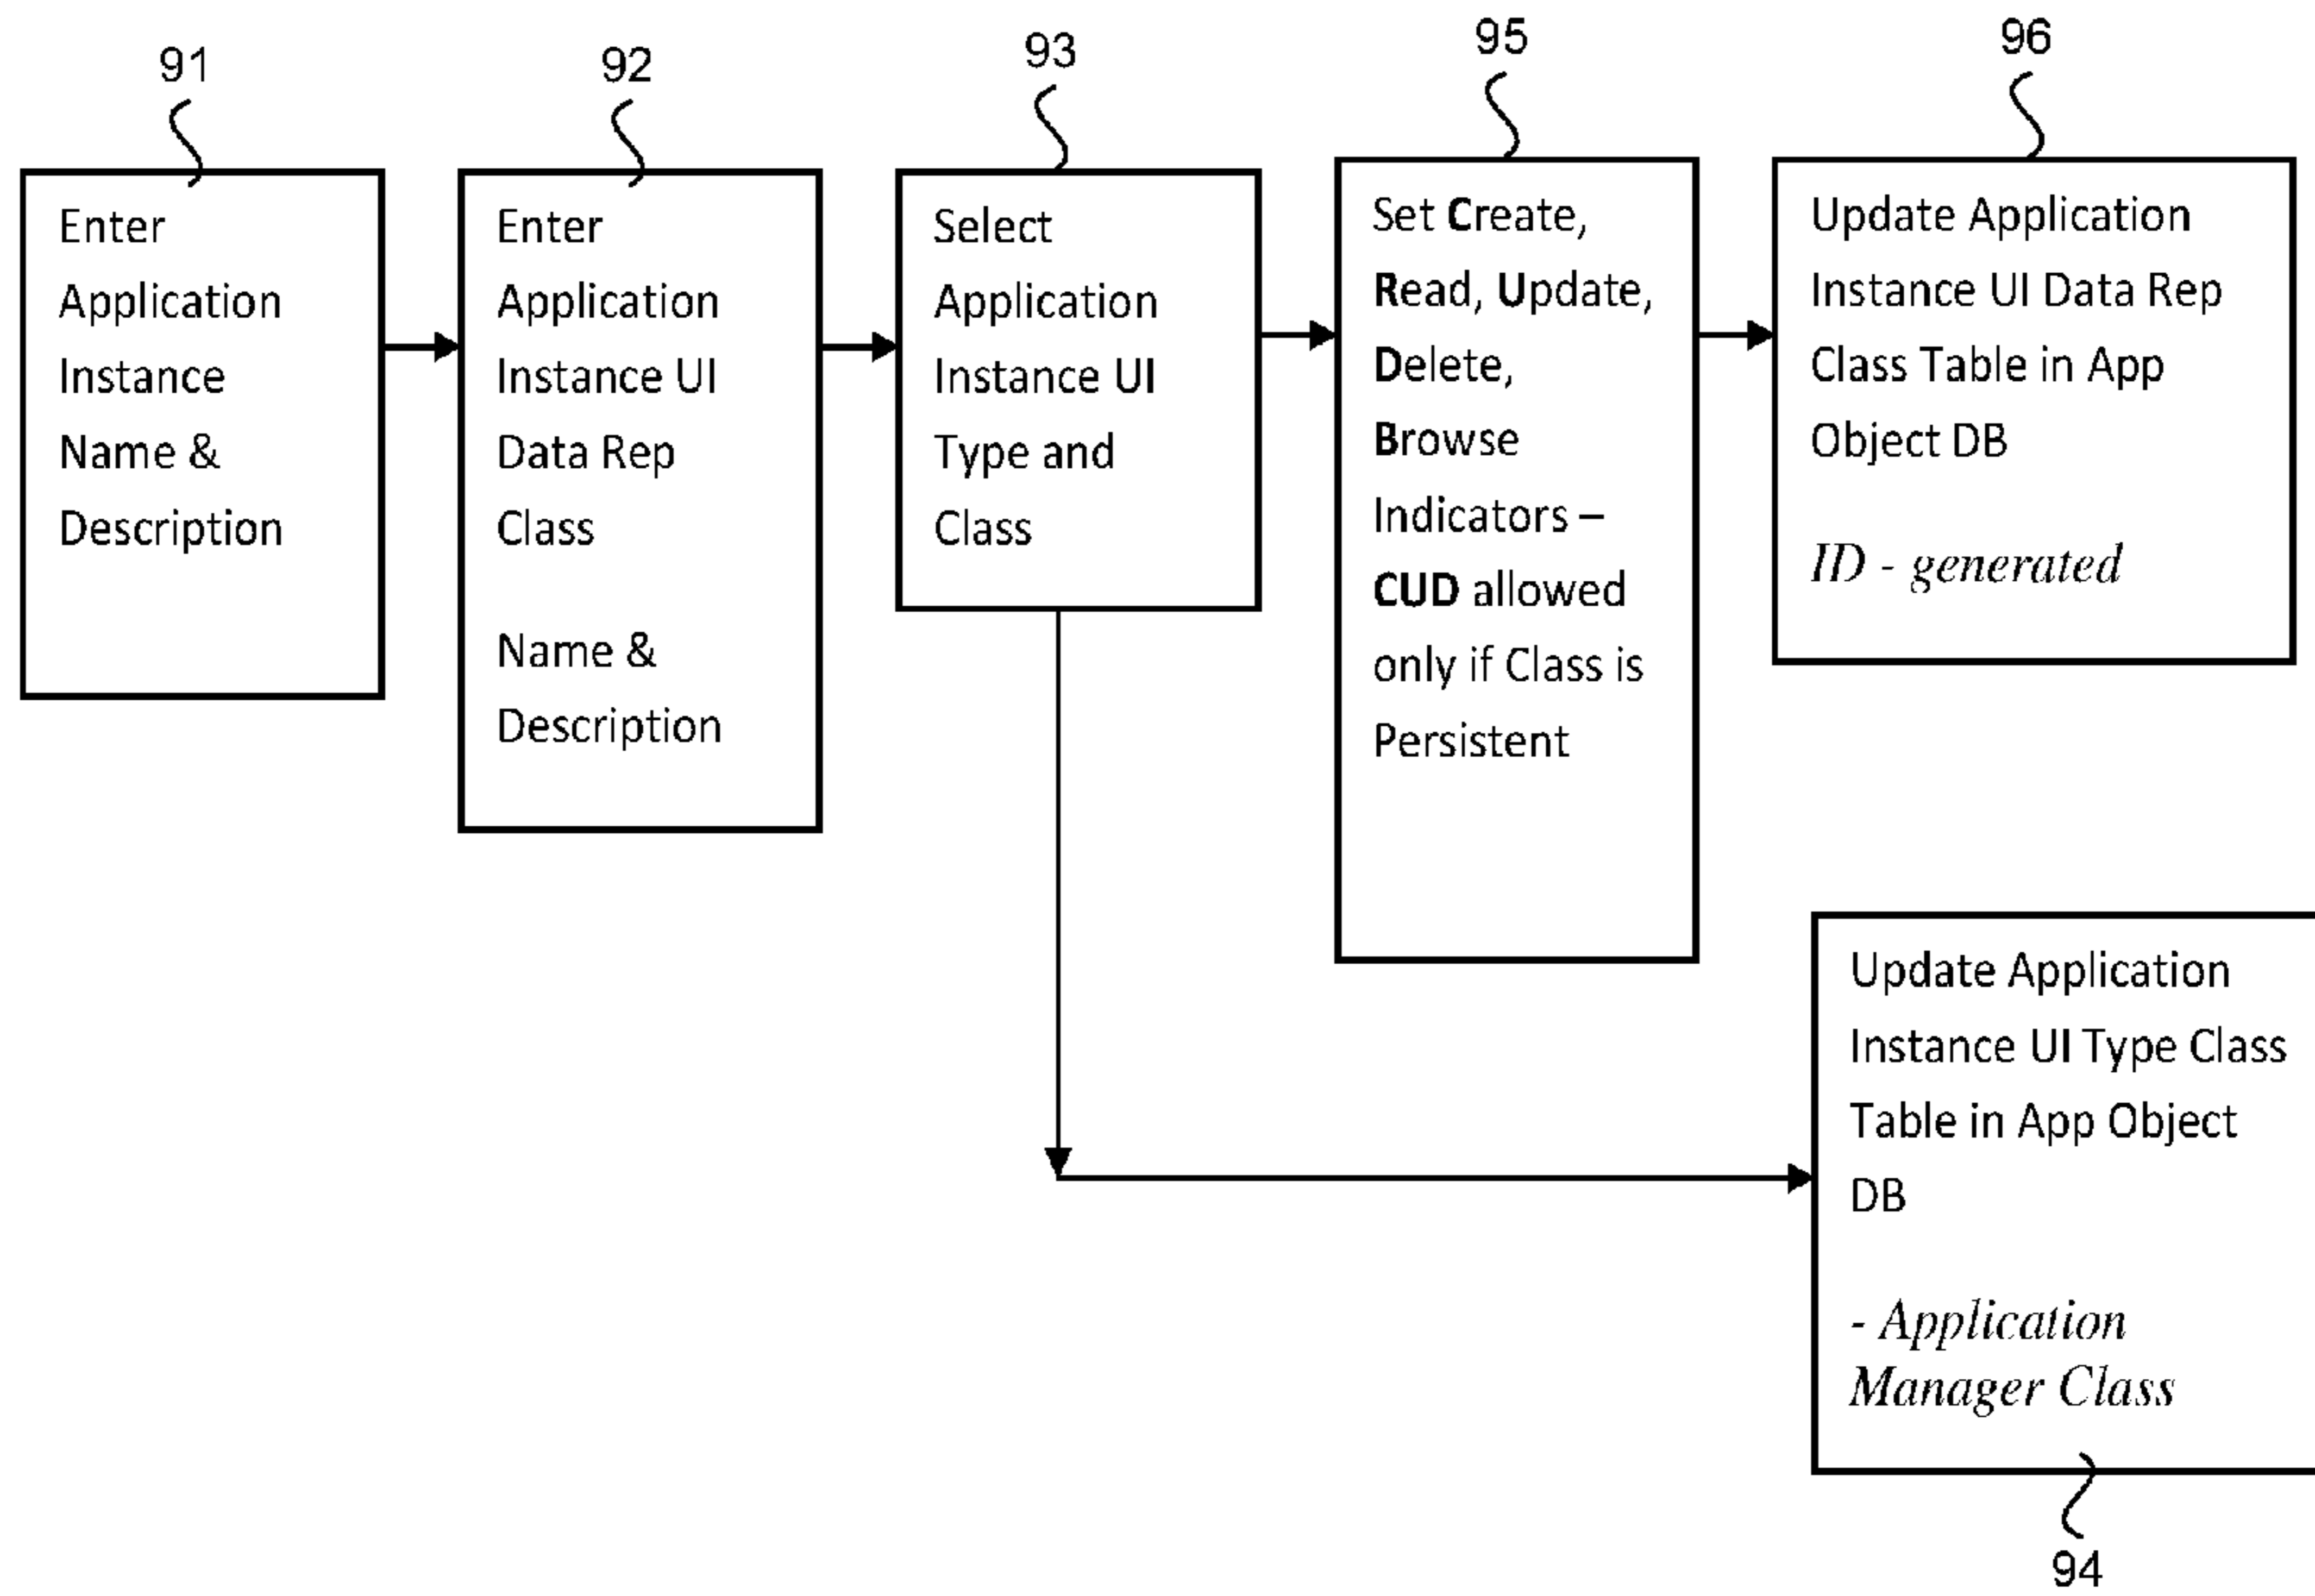 91
92
93
95
96
Enter
Application
Instance
Name &
Description
Enter
Application
Instance UI
Data Rep
Class
Name &
Description
Select
Application
Instance UI
Type and
Class
Set Create,
Read, Update,
Delete,
Browse
Indicators –
CUD allowed
only if Class is
Persistent
Update Application
Instance UI Data Rep
Class Table in App
Object DB
ID - generated
Update Application
Instance UI Type Class
Table in App Object
DB
- Application
Manager Class
94